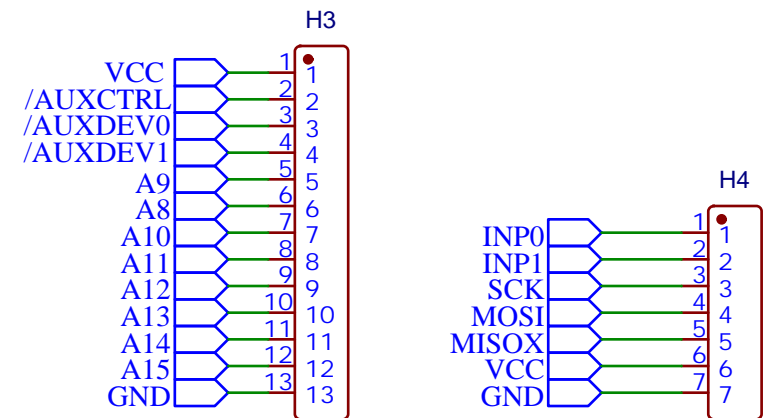 H3
VCC 1 1
/AUXCTRL 2 2
/AUXDEV0 3 3
/AUXDEV1 4 4
A9 5 5
A8 6 6
A10 7 7
A11 8 8
A12 9 9
A13 10 10
A14 11 11
A15 12 12
GND 13 13
H4
INP0 1 1
INP1 2 2
SCK 3 3
MOSI 4 4
MISOX 5 5
VCC 6 6
GND 7 7